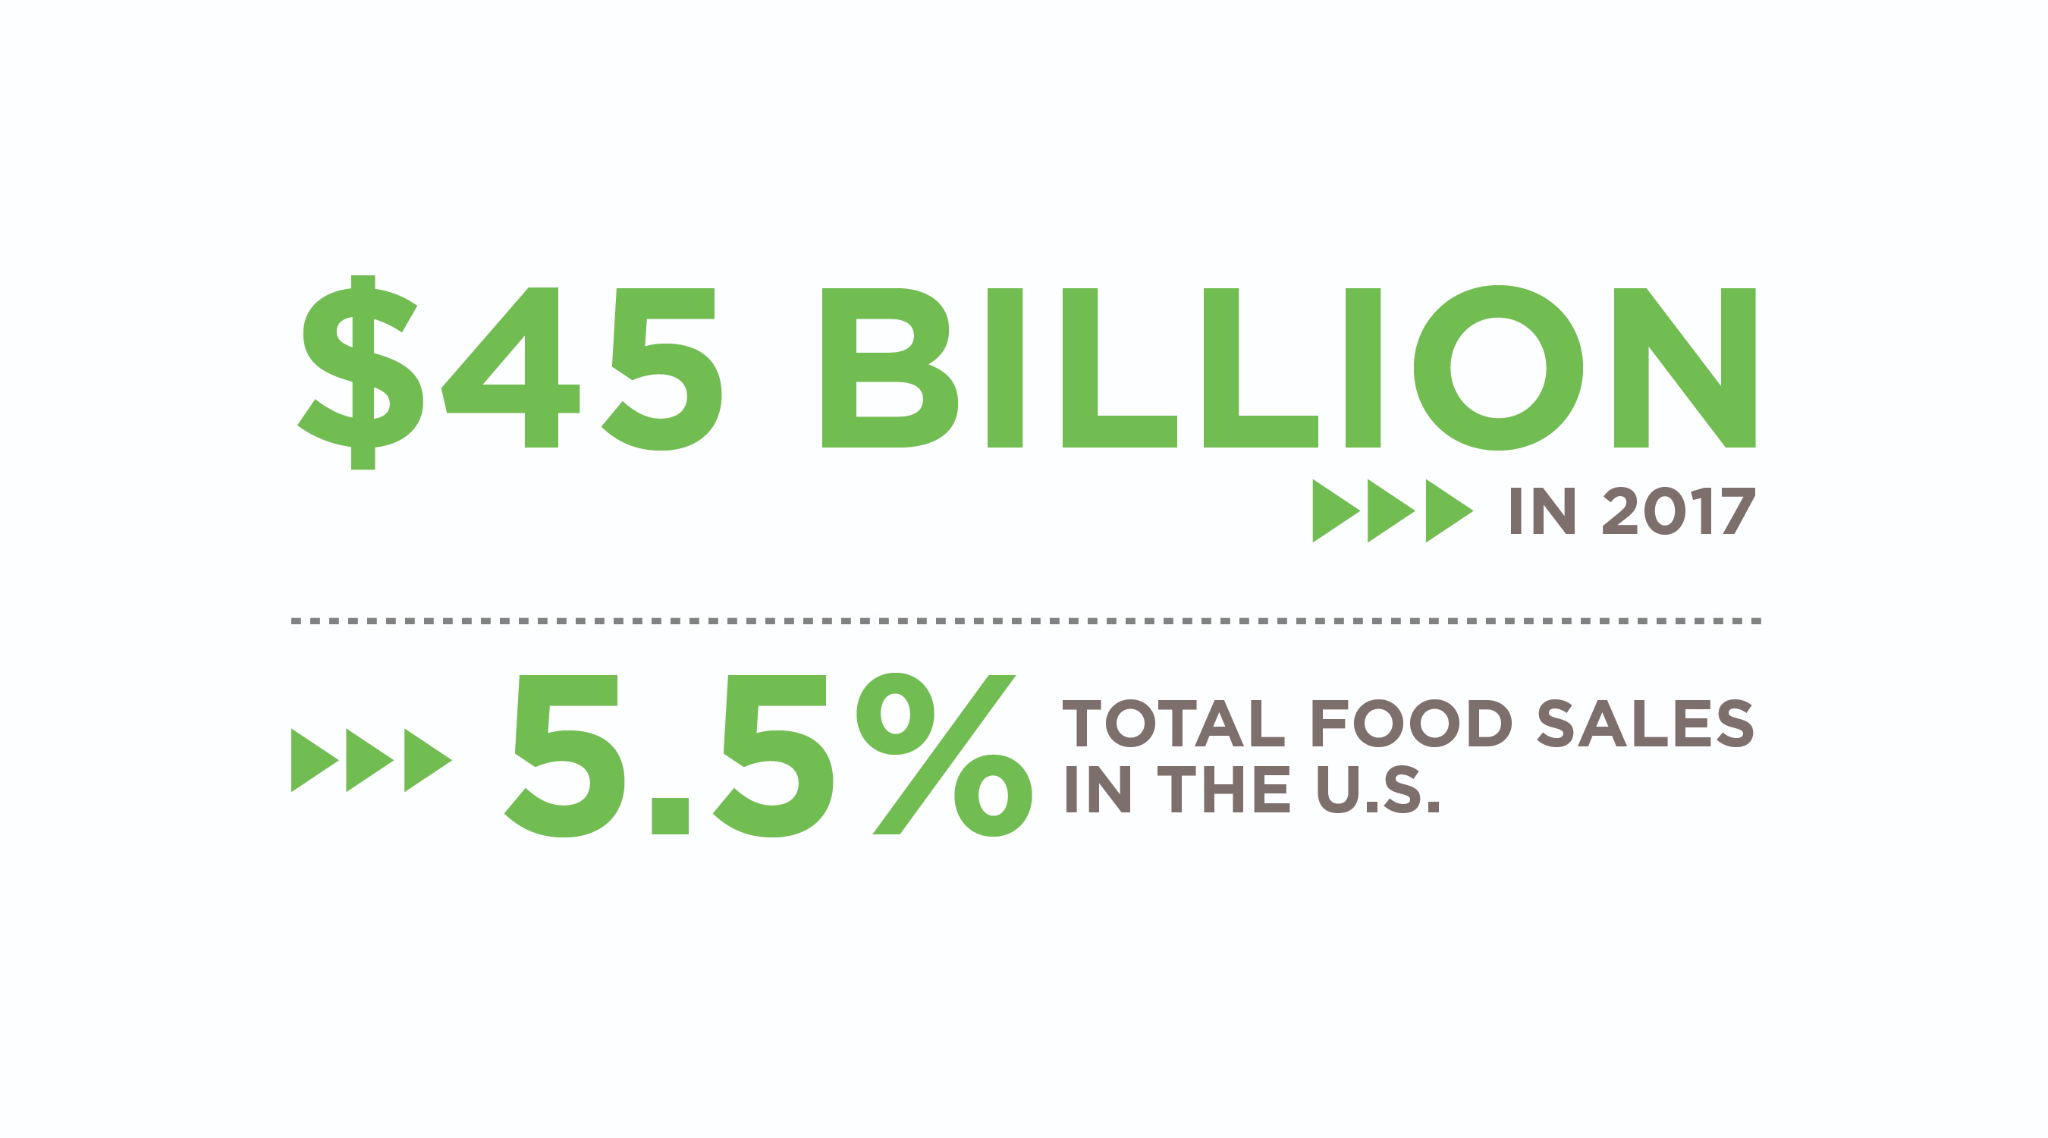 $45 BILLION
IN 2017
5.5% TOTAL FOOD SALES
IN THE U.S.